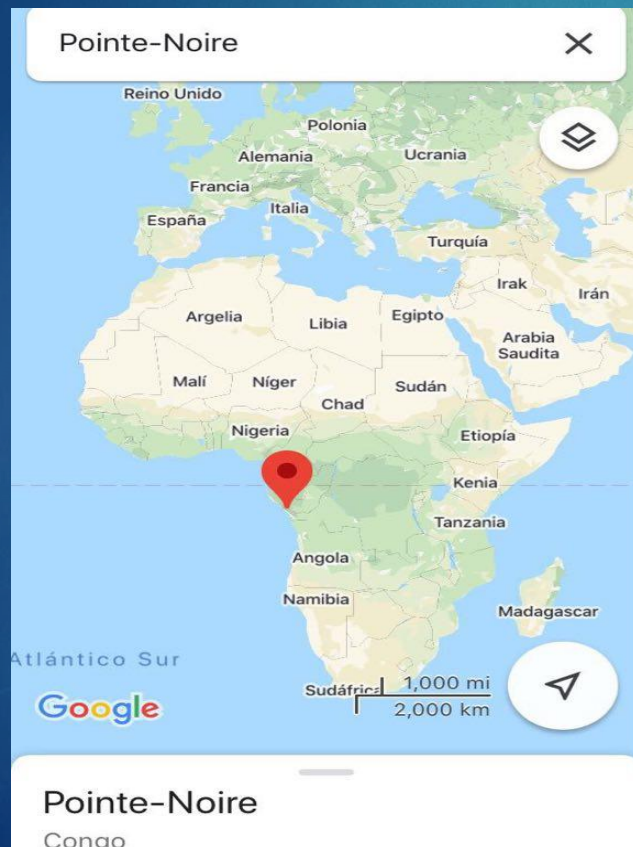 Pointe-Noire
Reino Unido
Polonia
Alemania
Ucrania
Francia
Italia
España
Turquía
Irak
Irán
Argelia
Libia
Egipto
Arabia
Saudita
Malí
Níger
Chad
Sudán
Nigeria
Etiopía
Kenia
Tanzania
Angola
Namibia
Madagascar
Atlántico Sur
Sudáfrica
1,000 mi
2,000 km
Google
Pointe-Noire
Congo